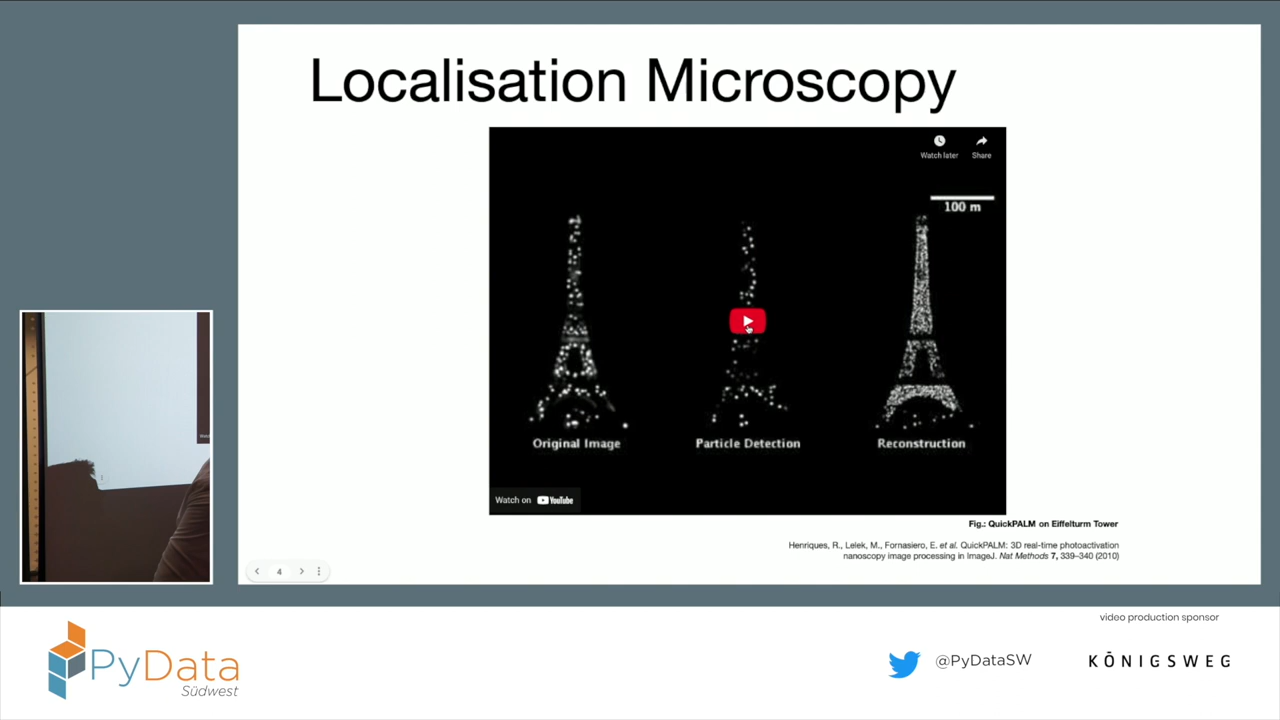 Localisation Microscopy
Watch later
Share
100 m
Original Image
Particle Detection
Reconstruction
Watch on YouTube
Fig.: QuickPALM on Eiffelturm Tower
Henriques, R., Lelek, M., Fornasiero, E. et al. QuickPALM: 3D real-time photoactivation
nanoscopy image processing in ImageJ. Nat Methods 7, 339–340 (2010)
4
PyData
Südwest
@PyDataSW
video production sponsor
KÖNIGSWEG